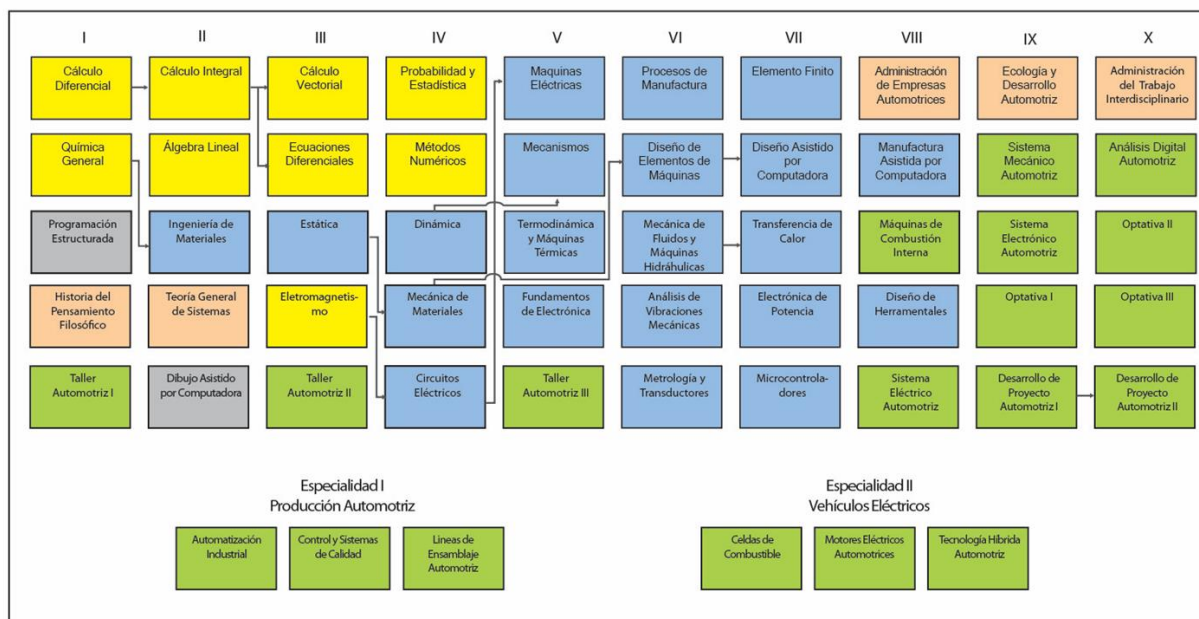 I II III IV V VI VII VIII IX X
Cálculo
Diferencial
Cálculo Integral
Cálculo
Vectorial
Probabilidad y
Estadística
Maquinas
Eléctricas
Procesos de
Manufactura
Elemento Finito
Administración
de Empresas
Automotrices
Ecología y
Desarrollo
Automotriz
Administración
del Trabajo
Interdisciplinario
Química
General
Álgebra Lineal
Ecuaciones
Diferenciales
Métodos
Numéricos
Mecanismos
Diseño de
Elementos de
Máquinas
Diseño Asistido
por
Computadora
Manufactura
Asistida por
Computadora
Sistema
Mecánico
Automotriz
Análisis Digital
Automotriz
Programación
Estructurada
Ingeniería de
Materiales
Estática
Dinámica
Termodinámica
y Máquinas
Térmicas
Mecánica de
Fluidos y
Máquinas
Hidráhulicas
Transferencia
de Calor
Máquinas de
Combustión
Interna
Sistema
Electrónico
Automotriz
Optativa II
Historia del
Pensamiento
Filosófico
Teoría General
de Sistemas
Eletromagnetis-
mo
Mecánica de
Materiales
Fundamentos
de Electrónica
Análisis de
Vibraciones
Mecánicas
Electrónica de
Potencia
Diseño de
Herramentales
Optativa I
Optativa III
Taller
Automotriz I
Dibujo Asistido
por Computadora
Taller
Automotriz II
Circuitos
Eléctricos
Taller
Automotriz III
Metrología y
Transductores
Microcontrola-
dores
Sistema
Eléctrico
Automotriz
Desarrollo de
Proyecto
Automotriz I
Desarrollo de
Proyecto
Automotriz II
Especialidad I
Producción Automotriz
Automatización
Industrial
Control y Sistemas
de Calidad
Lineas de
Ensamblaje
Automotriz
Especialidad II
Vehículos Eléctricos
Celdas de
Combustible
Motores Eléctricos
Automotrices
Tecnología Híbrida
Automotriz